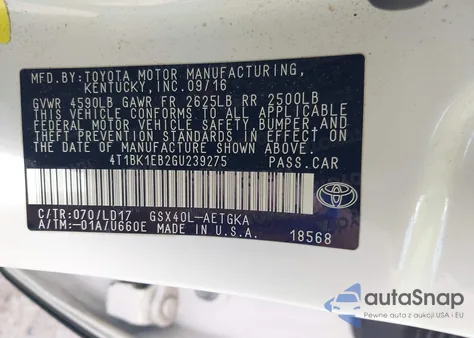 MFD.BY:TOYOTA MOTOR MANUFACTURING,
KENTUCKY,INC.09/16
GVWR 4590LB GAWR FR 2625LB RR 2500LB
THIS VEHICLE CONFORMS TO ALL APPLICABLE
FEDERAL MOTOR VEHICLE SAFETY, BUMPER, AND
THEFT PREVENTION STANDARDS IN EFFECT ON
THE DATE OF MANUFACTURE SHOWN ABOVE.
4T1BK1EB2GU239275 PASS.CAR
C/TR:070/LD17 GSX40L-AETGKA
A/TM:-01A/U660E MADE IN U.S.A.
18568
TOYOTA
autoSnap
Pewne auta z aukcji USA i EU